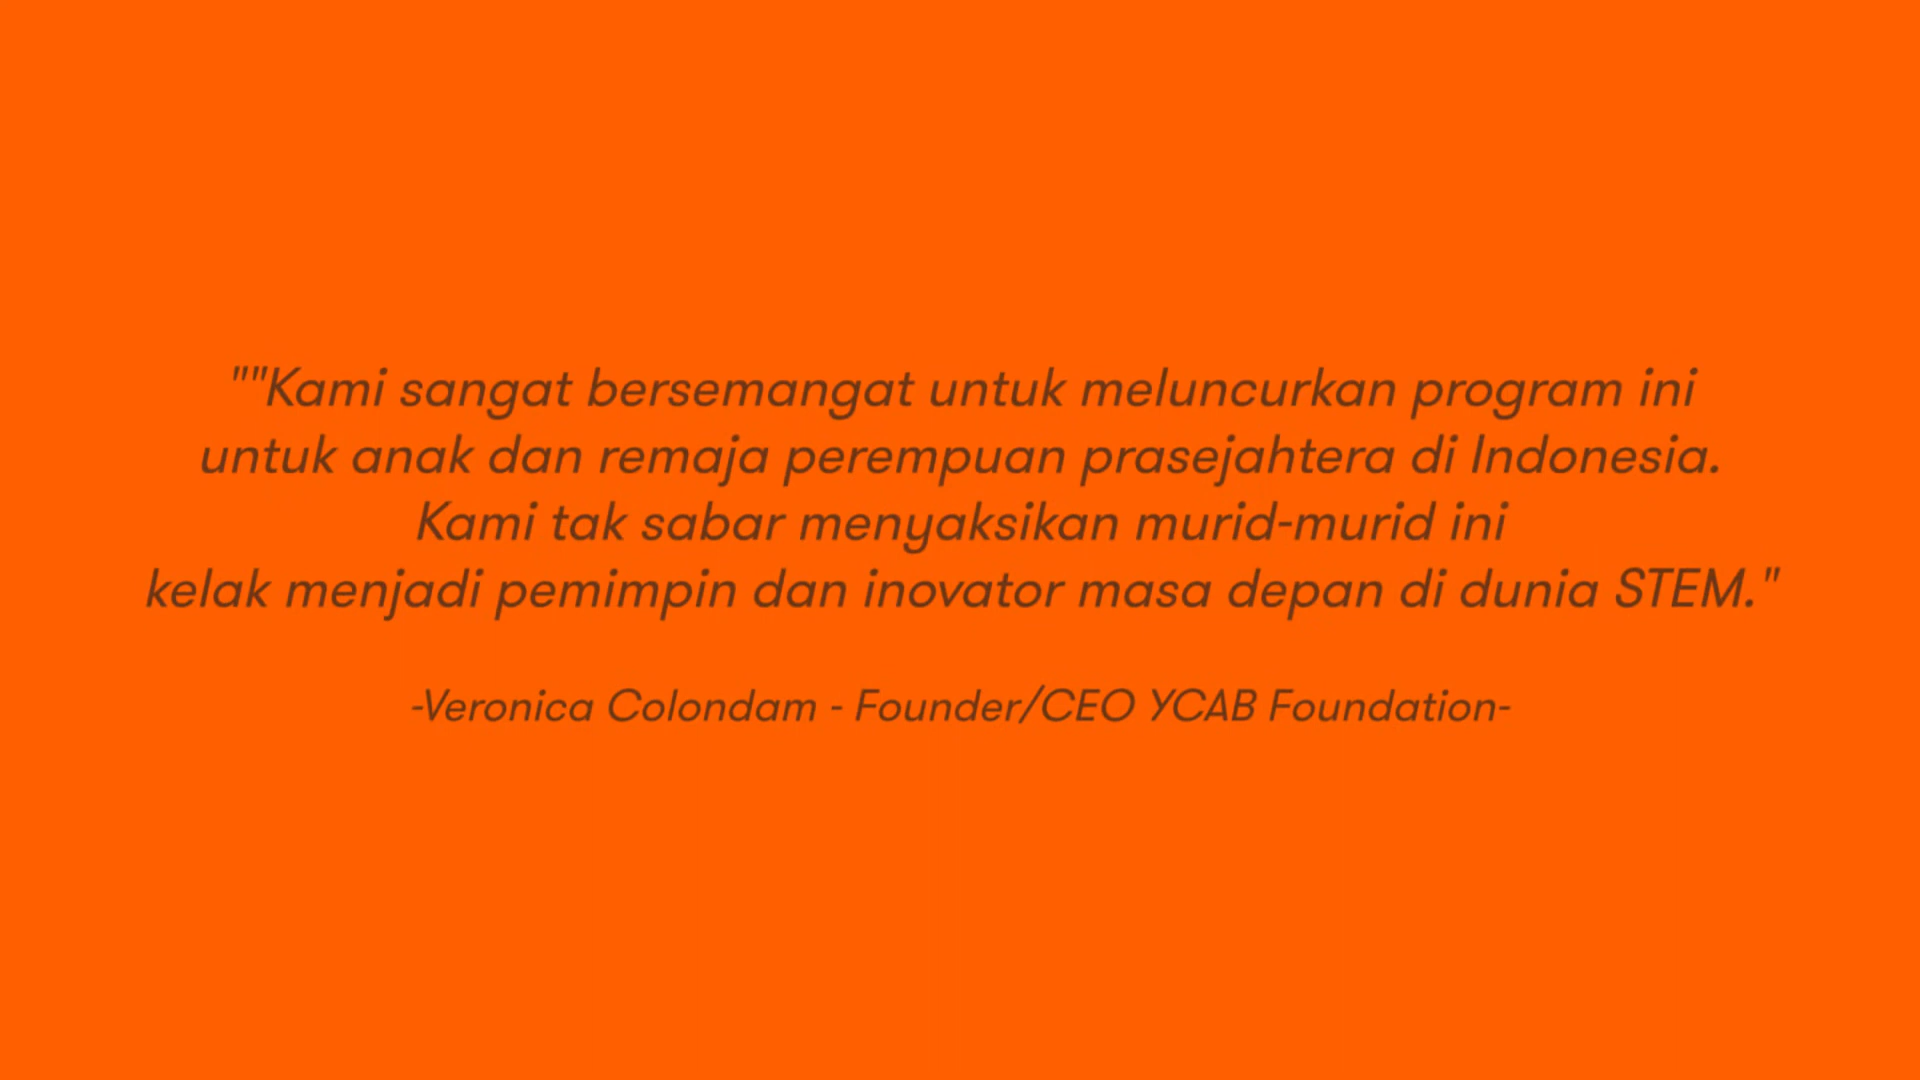 ""Kami sangat bersemangat untuk meluncurkan program ini
untuk anak dan remaja perempuan prasejahtera di Indonesia.
Kami tak sabar menyaksikan murid-murid ini
kelak menjadi pemimpin dan inovator masa depan di dunia STEM."
-Veronica Colondam - Founder/CEO YCAB Foundation-